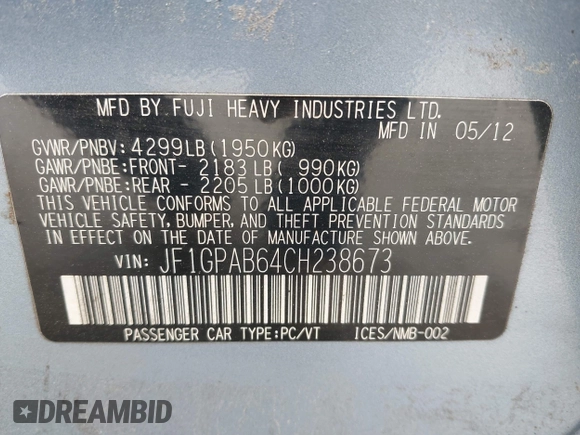 MFD BY FUJI HEAVY INDUSTRIES LTD.
MFD IN 05/12
GVWR/PNBV: 4299LB(1950KG)
GAWR/PNBE:FRONT- 2183LB( 990KG)
GAWR/PNBE:REAR - 2205LB(1000KG)
THIS VEHICLE CONFORMS TO ALL APPLICABLE FEDERAL MOTOR
VEHICLE SAFETY, BUMPER, AND THEFT PREVENTION STANDARDS
IN EFFECT ON THE DATE OF MANUFACTURE SHOWN ABOVE.
VIN: JF1GPAB64CH238673
PASSENGER CAR TYPE:PC/VT ICES/NMB-002
DREAMBID